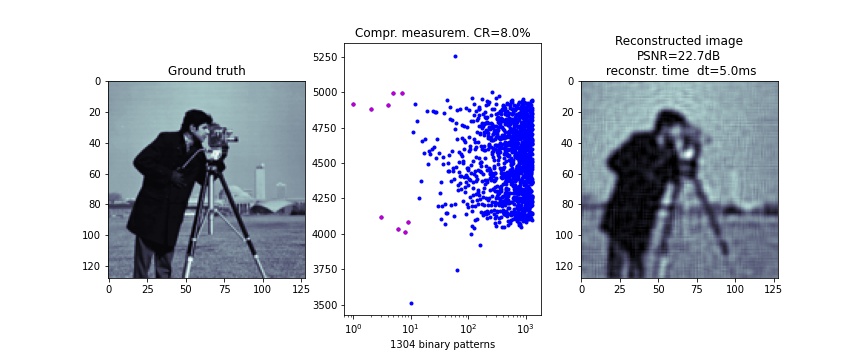 Ground truth
0
20
40
60
80
100
120
0 25 50 75 100 125
Compr. measurem. CR=8.0%
5250
5000
4750
4500
4250
4000
3750
3500
10⁰ 10¹ 10² 10³
1304 binary patterns
Reconstructed image
PSNR=22.7dB
reconstr. time  dt=5.0ms
0
20
40
60
80
100
120
0 25 50 75 100 125